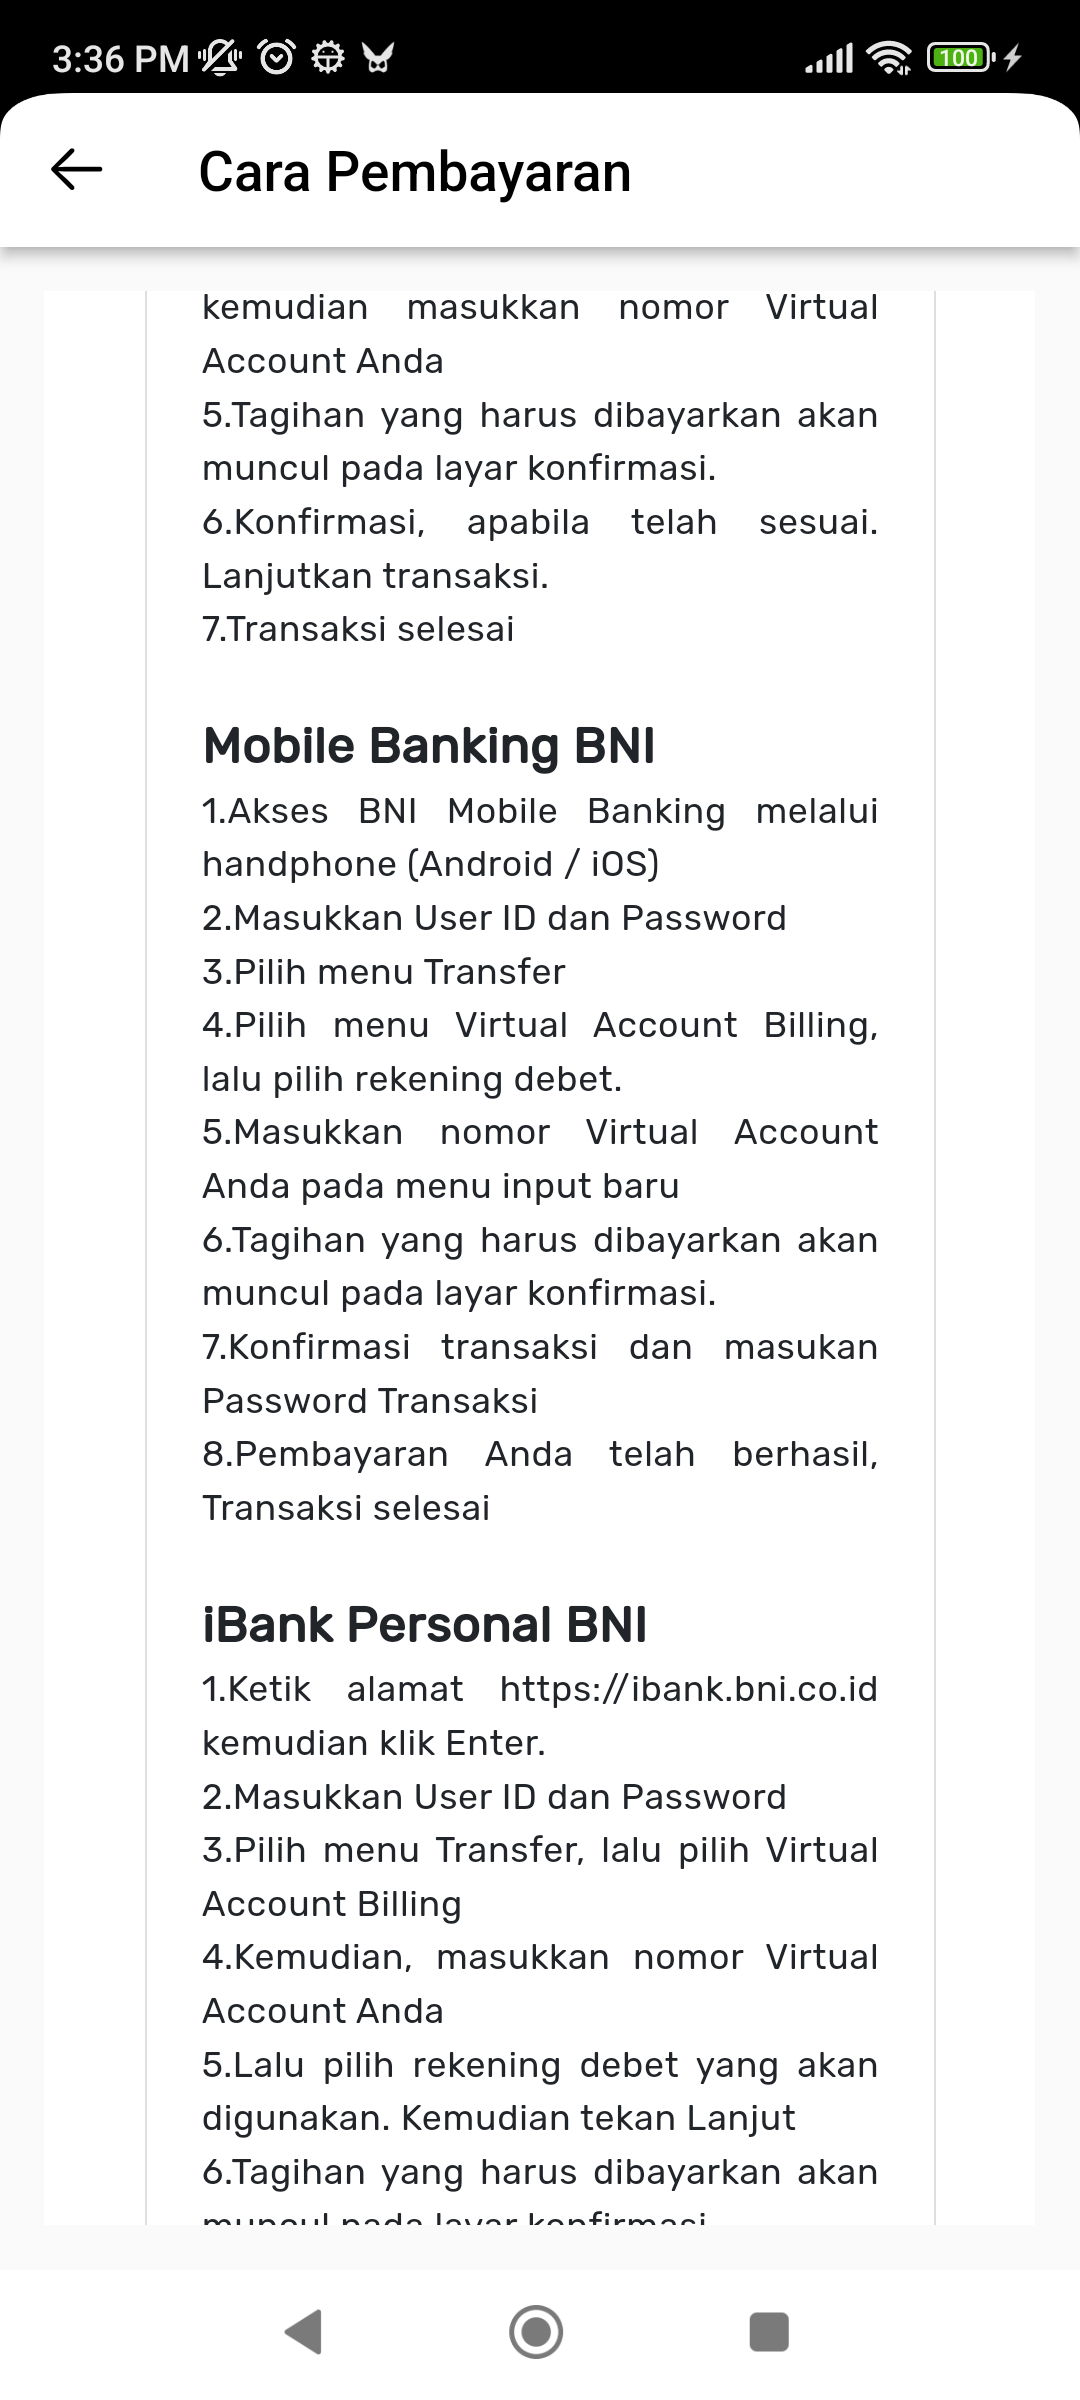 3:36 PM
100
Cara Pembayaran
kemudian masukkan nomor Virtual
Account Anda
5.Tagihan yang harus dibayarkan akan
muncul pada layar konfirmasi.
6.Konfirmasi, apabila telah sesuai.
Lanjutkan transaksi.
7.Transaksi selesai
Mobile Banking BNI
1.Akses BNI Mobile Banking melalui
handphone (Android / iOS)
2.Masukkan User ID dan Password
3.Pilih menu Transfer
4.Pilih menu Virtual Account Billing,
lalu pilih rekening debet.
5.Masukkan nomor Virtual Account
Anda pada menu input baru
6.Tagihan yang harus dibayarkan akan
muncul pada layar konfirmasi.
7.Konfirmasi transaksi dan masukan
Password Transaksi
8.Pembayaran Anda telah berhasil,
Transaksi selesai
iBank Personal BNI
1.Ketik alamat https://ibank.bni.co.id
kemudian klik Enter.
2.Masukkan User ID dan Password
3.Pilih menu Transfer, lalu pilih Virtual
Account Billing
4.Kemudian, masukkan nomor Virtual
Account Anda
5.Lalu pilih rekening debet yang akan
digunakan. Kemudian tekan Lanjut
6.Tagihan yang harus dibayarkan akan
muncul pada layar konfirmasi